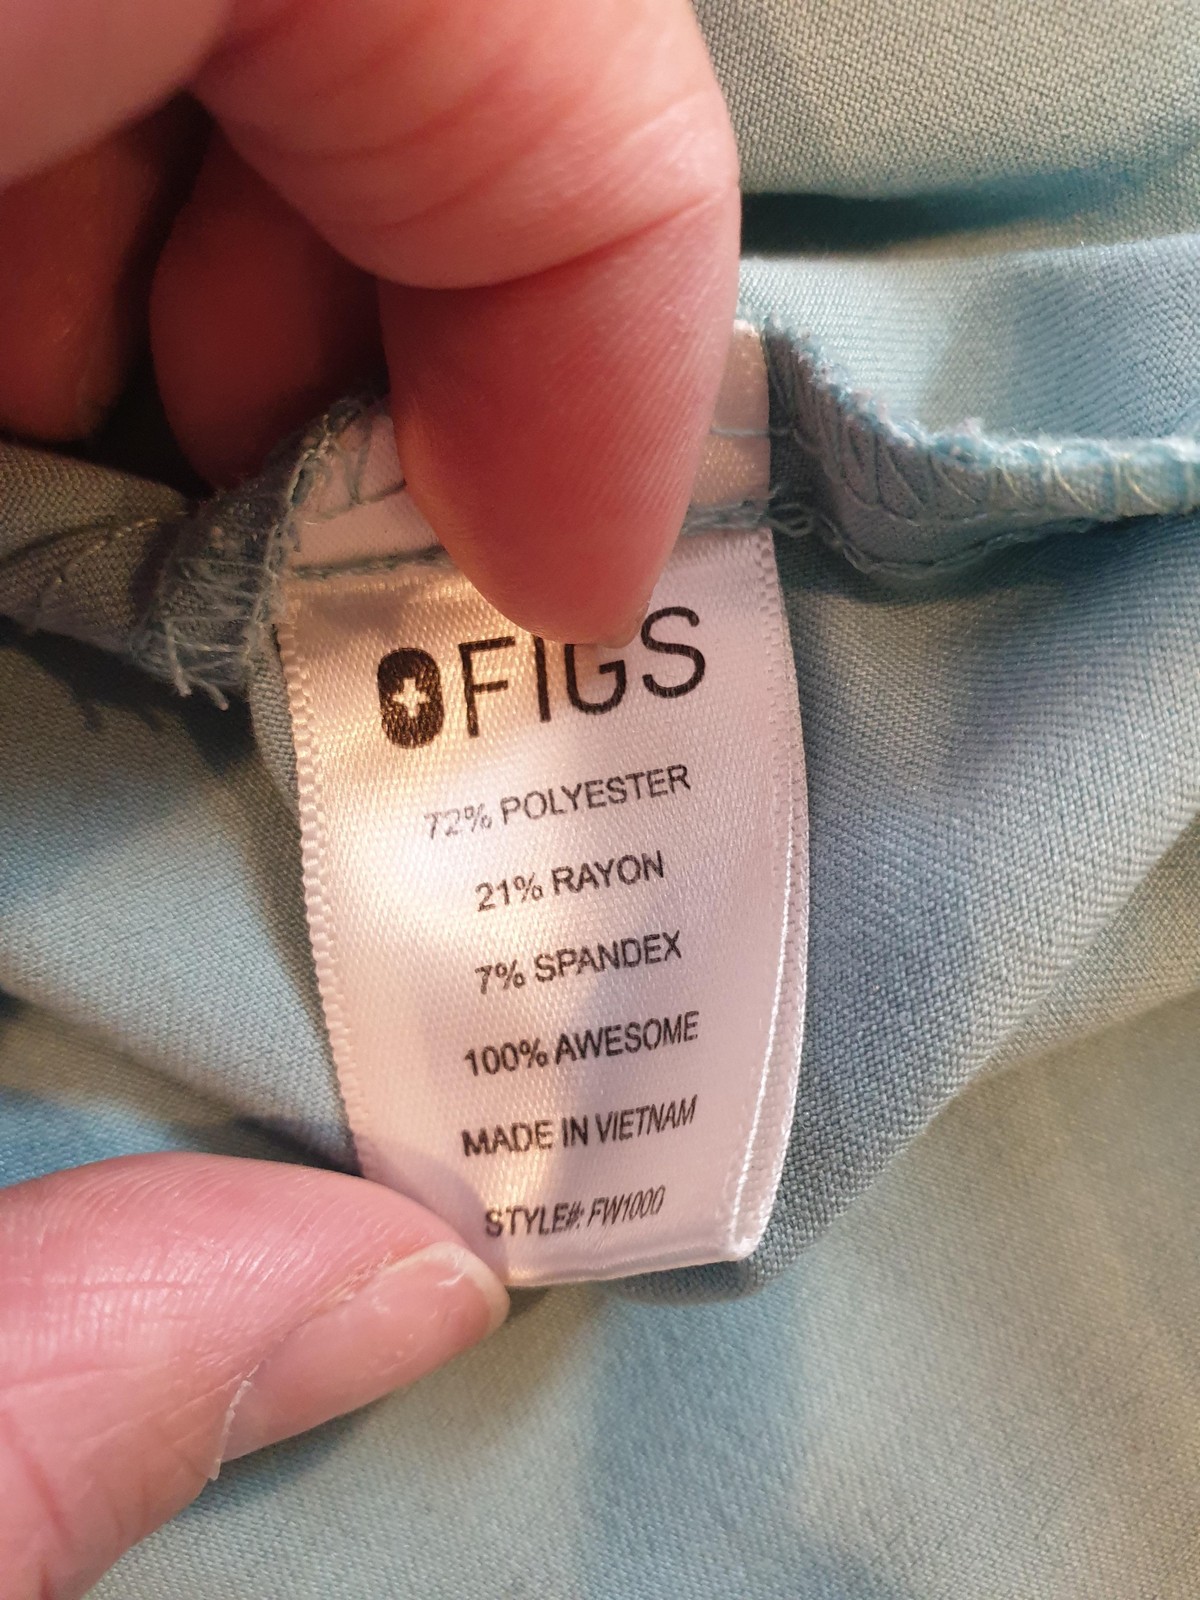 FIGS
72% POLYESTER
21% RAYON
7% SPANDEX
100% AWESOME
MADE IN VIETNAM
STYLE#: FW1000